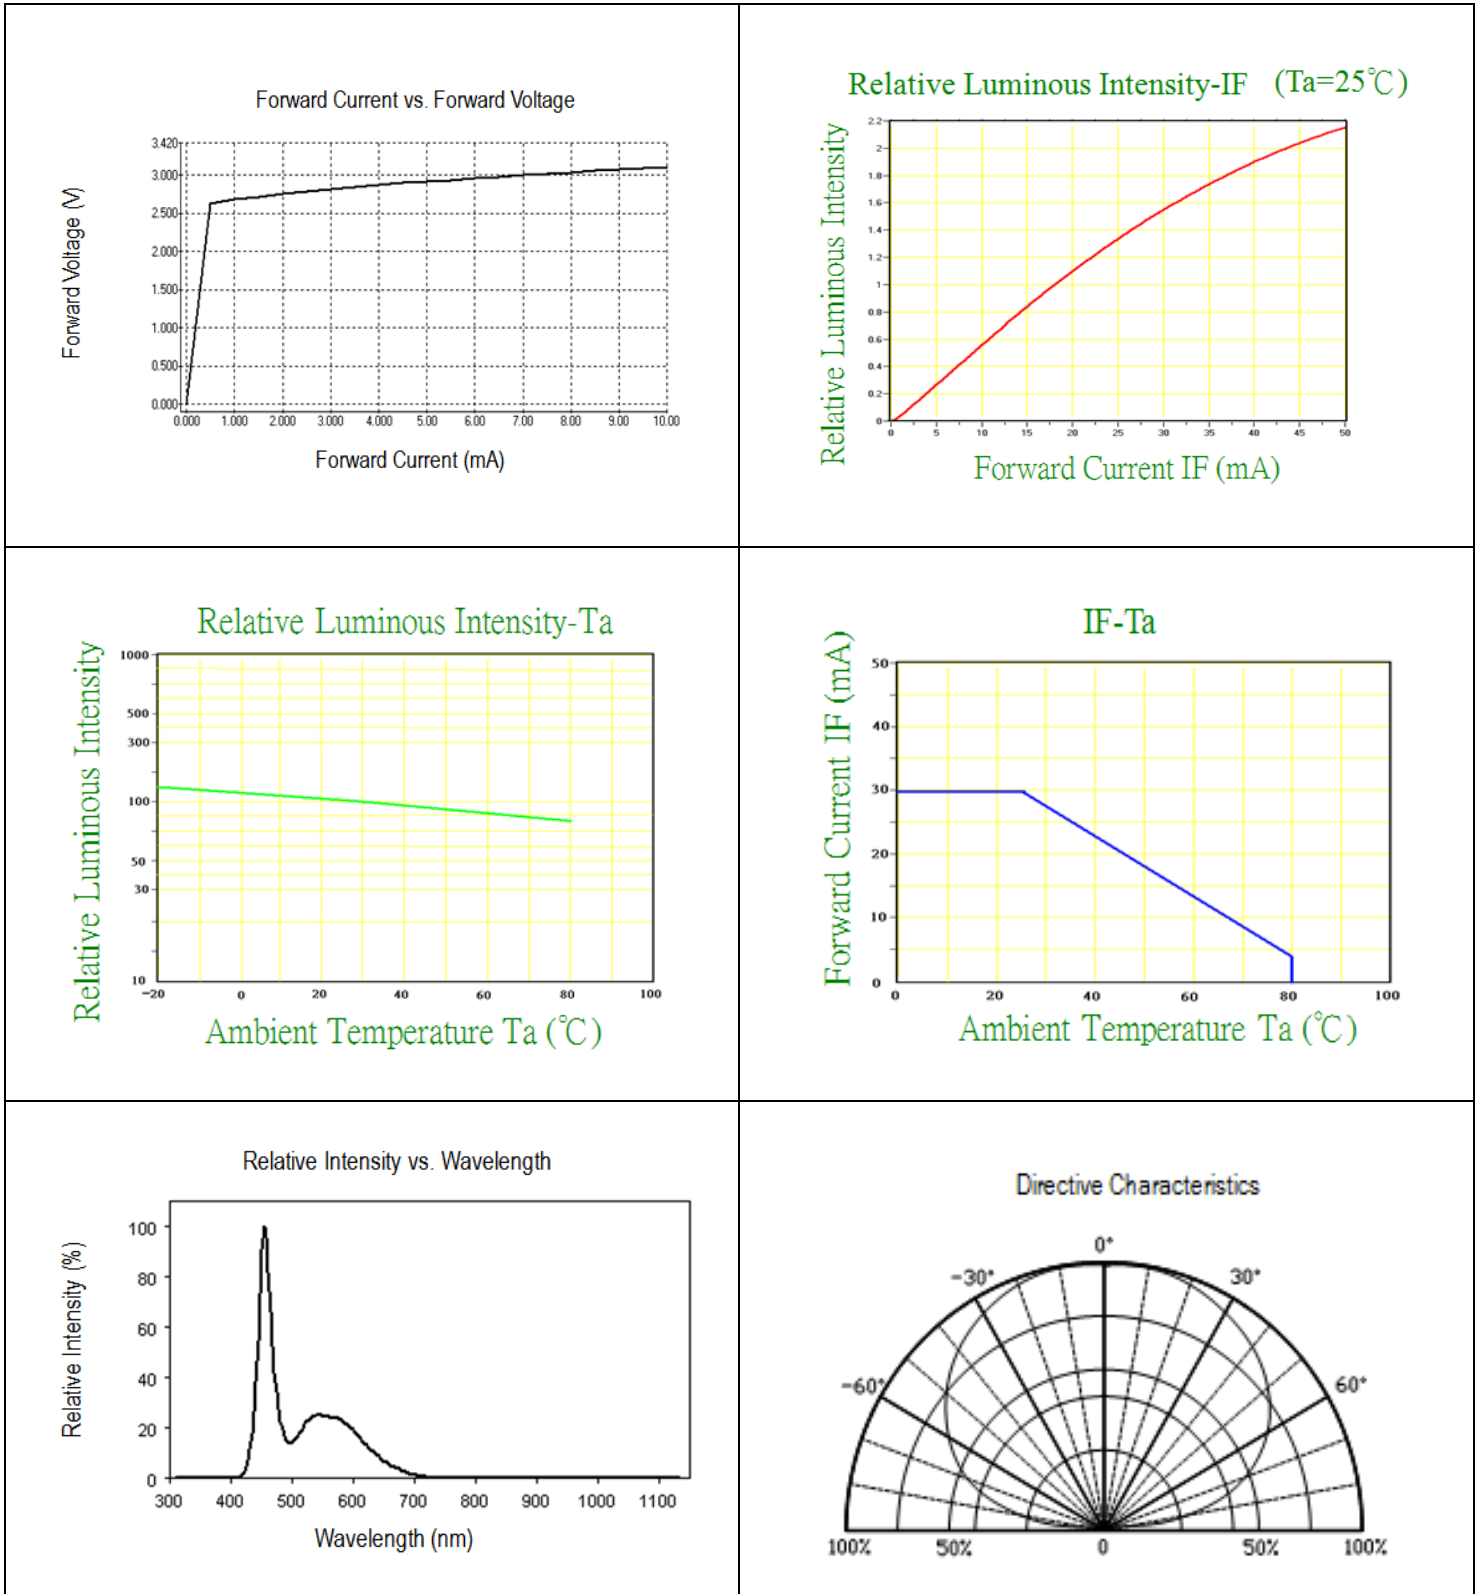 Forward Current vs. Forward Voltage
Forward Voltage (V)
3.420
3.000
2.500
2.000
1.500
1.000
0.500
0.000
0.000 1.000 2.00 3.00 4.00 5.00 6.00 7.00 8.00 9.00 10.00
Forward Current (mA)
Relative Luminous Intensity-IF (Ta=25℃)
Relative Luminous Intensity
2.2
2
1.8
1.6
1.4
1.2
1
0.8
0.6
0.4
0.2
0
0 5 10 15 20 25 30 35 40 45 50
Forward Current IF (mA)
Relative Luminous Intensity-Ta
Relative Luminous Intensity
1000
500
300
100
50
30
10
-20 0 20 40 60 80 100
Ambient Temperature Ta (℃)
IF-Ta
Forward Current IF (mA)
50
40
30
20
10
0
0 20 40 60 80 100
Ambient Temperature Ta (℃)
Relative Intensity vs. Wavelength
Relative Intensity (%)
100
80
60
40
20
0
300 400 500 600 700 800 900 1000 1100
Wavelength (nm)
Directive Characteristics
0°
-30° 30°
-60° 60°
100% 50% 0 50% 100%